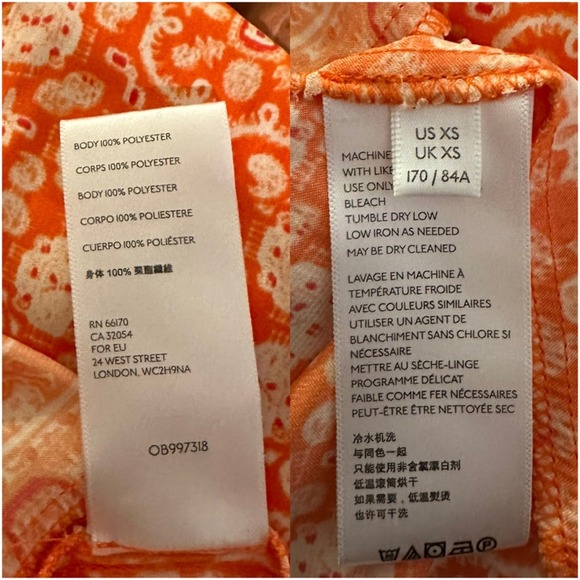 BODY 100% POLYESTER
CORPS 100% POLYESTER
BODY 100% POLYESTER
CORPO 100% POLIESTERE
CUERPO 100% POLIÉSTER
身体 100% 聚酯纖維
RN 66170
CA 32054
FOR EU
24 WEST STREET
LONDON, WC2H9NA
OB997318
US XS
UK XS
170 / 84A
MACHINE
WITH LIKE
USE ONLY
BLEACH
TUMBLE DRY LOW
LOW IRON AS NEEDED
MAY BE DRY CLEANED
LAVAGE EN MACHINE À
TEMPÉRATURE FROIDE
AVEC COULEURS SIMILAIRES
UTILISER UN AGENT DE
BLANCHIMENT SANS CHLORE SI
NÉCESSAIRE
METTRE AU SÈCHE-LINGE
PROGRAMME DÉLICAT
FAIBLE COMME FER NÉCESSAIRES
PEUT-ÊTRE ÊTRE NETTOYÉE SEC
冷水机洗
与同色一起
只能使用非含氯漂白剂
低温滚筒烘干
如果需要，低温熨烫
也许可干洗